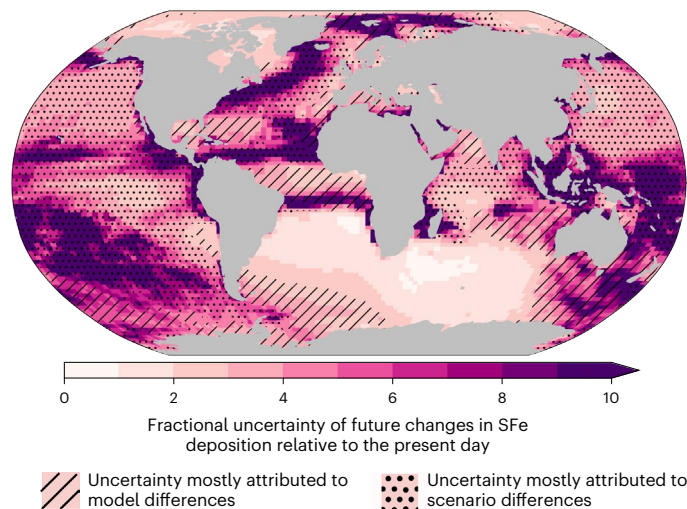 0 2 4 6 8 10
Fractional uncertainty of future changes in SFe
deposition relative to the present day
Uncertainty mostly attributed to
model differences
Uncertainty mostly attributed to
scenario differences